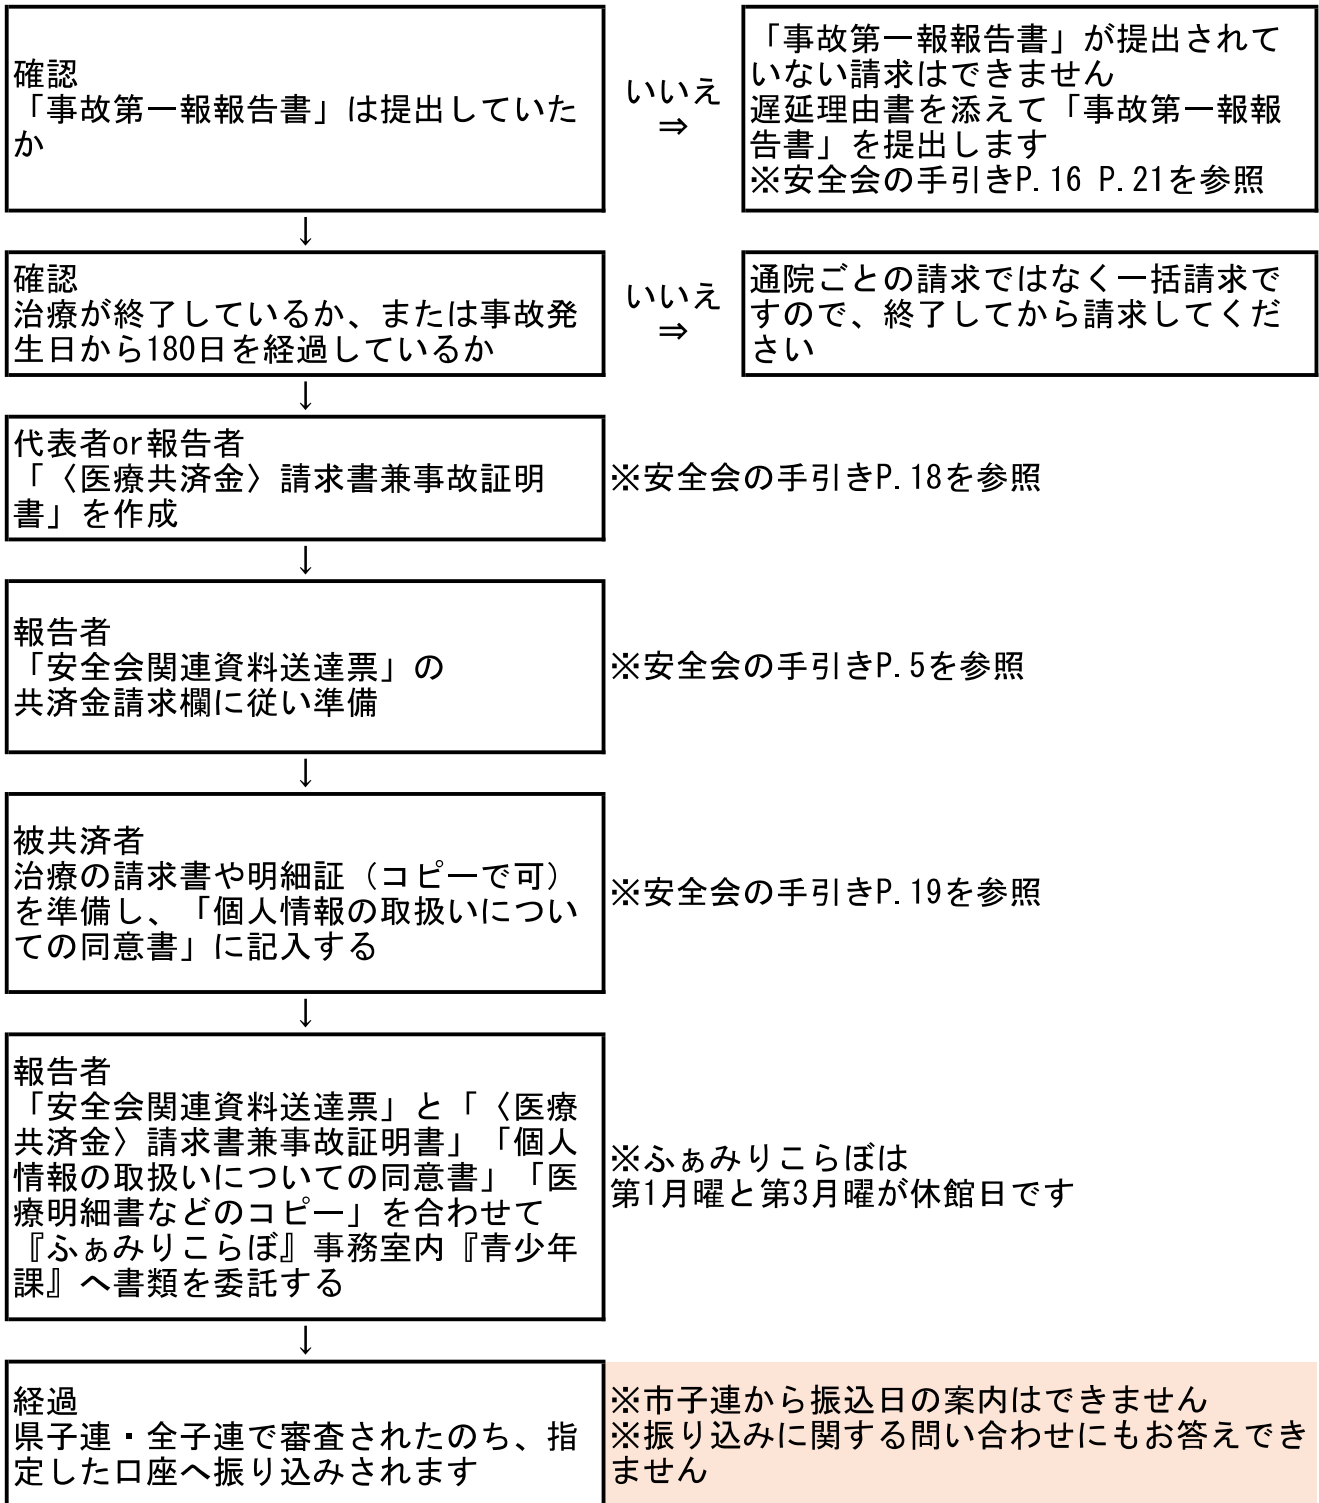 確認
「事故第一報報告書」は提出していた
か
いいえ
⇒
「事故第一報報告書」が提出されて
いない請求はできません
遅延理由書を添えて「事故第一報報
告書」を提出します
※安全会の手引きP.16 P.21を参照
↓
確認
治療が終了しているか、または事故発
生日から180日を経過しているか
いいえ
⇒
通院ごとの請求ではなく一括請求で
すので、終了してから請求してくだ
さい
↓
代表者or報告者
「〈医療共済金〉請求書兼事故証明
書」を作成
※安全会の手引きP.18を参照
↓
報告者
「安全会関連資料送達票」の
共済金請求欄に従い準備
※安全会の手引きP.5を参照
↓
被共済者
治療の請求書や明細証（コピーで可）
を準備し、「個人情報の取扱いについ
ての同意書」に記入する
※安全会の手引きP.19を参照
↓
報告者
「安全会関連資料送達票」と「〈医療
共済金〉請求書兼事故証明書」「個人
情報の取扱いについての同意書」「医
療明細書などのコピー」を合わせて
『ふぁみりこらぼ』事務室内『青少年
課』へ書類を委託する
※ふぁみりこらぼは
第1月曜と第3月曜が休館日です
↓
経過
県子連・全子連で審査されたのち、指
定した口座へ振り込みされます
※市子連から振込日の案内はできません
※振り込みに関する問い合わせにもお答えでき
ません